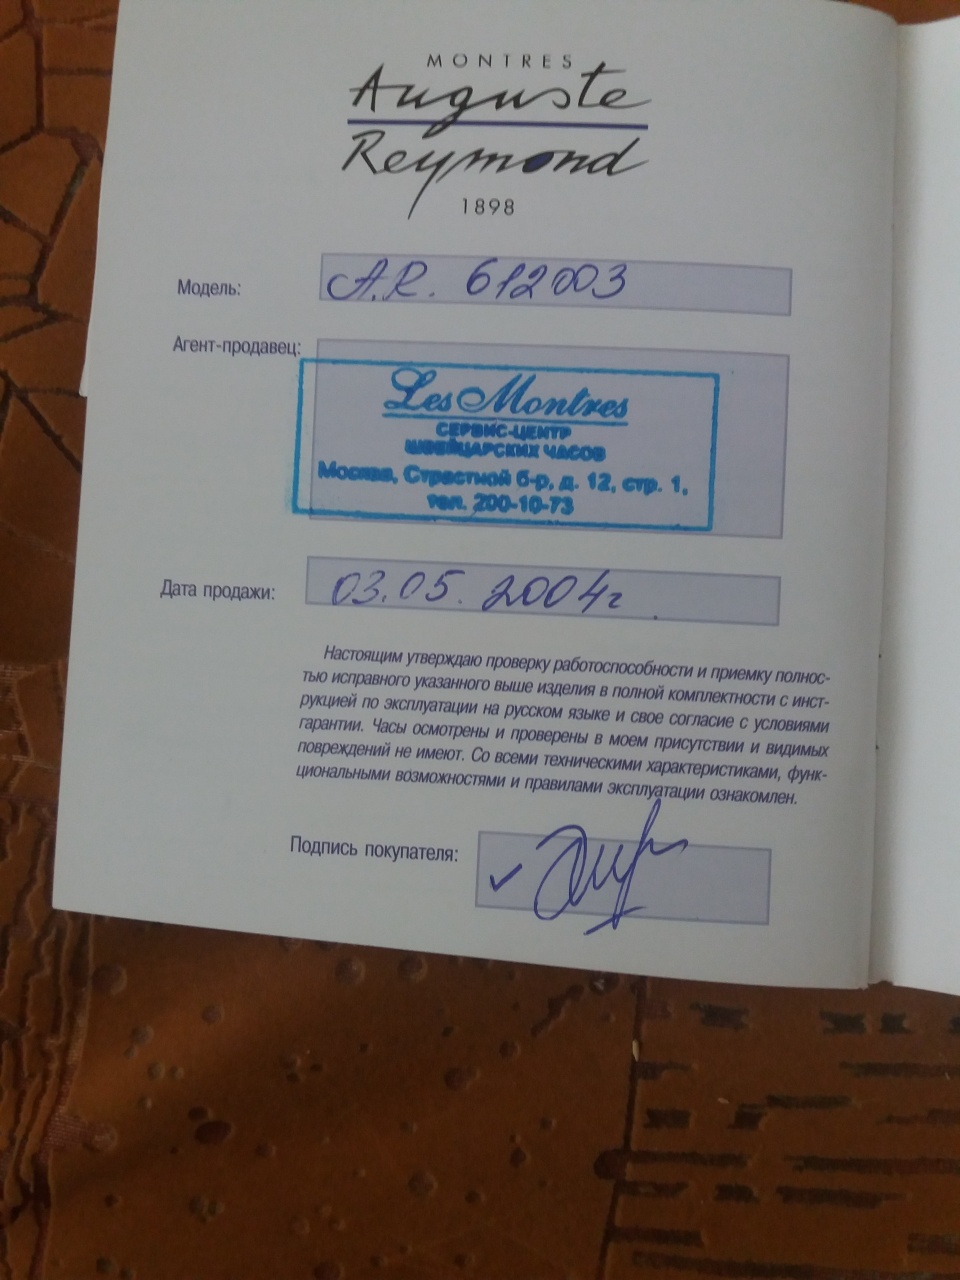 MONTRES
Auguste
Reymond
1898
Модель: A.R. 612003
Агент-продавец:
Les Montres
СЕРВИС-ЦЕНТР
ШВЕЙЦАРСКИХ ЧАСОВ
Москва, Страстной б-р, д. 12, стр. 1,
тел. 200-10-73
Дата продажи: 03.05.2004г
Настоящим утверждаю проверку работоспособности и приемку полнос-
тью исправного указанного выше изделия в полной комплектности с инст-
рукцией по эксплуатации на русском языке и свое согласие с условиями
гарантии. Часы осмотрены и проверены в моем присутствии и видимых
повреждений не имеют. Со всеми техническими характеристиками, функ-
циональными возможностями и правилами эксплуатации ознакомлен.
Подпись покупателя: